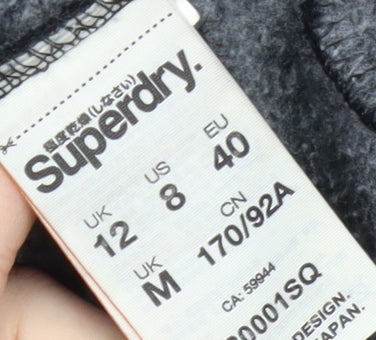 極度乾燥(しなさい)
Superdry.
UK US EU
12 8 40
UK CN
M 170/92A
CA: 59944
0001SQ
DESIGN.
JAPAN.